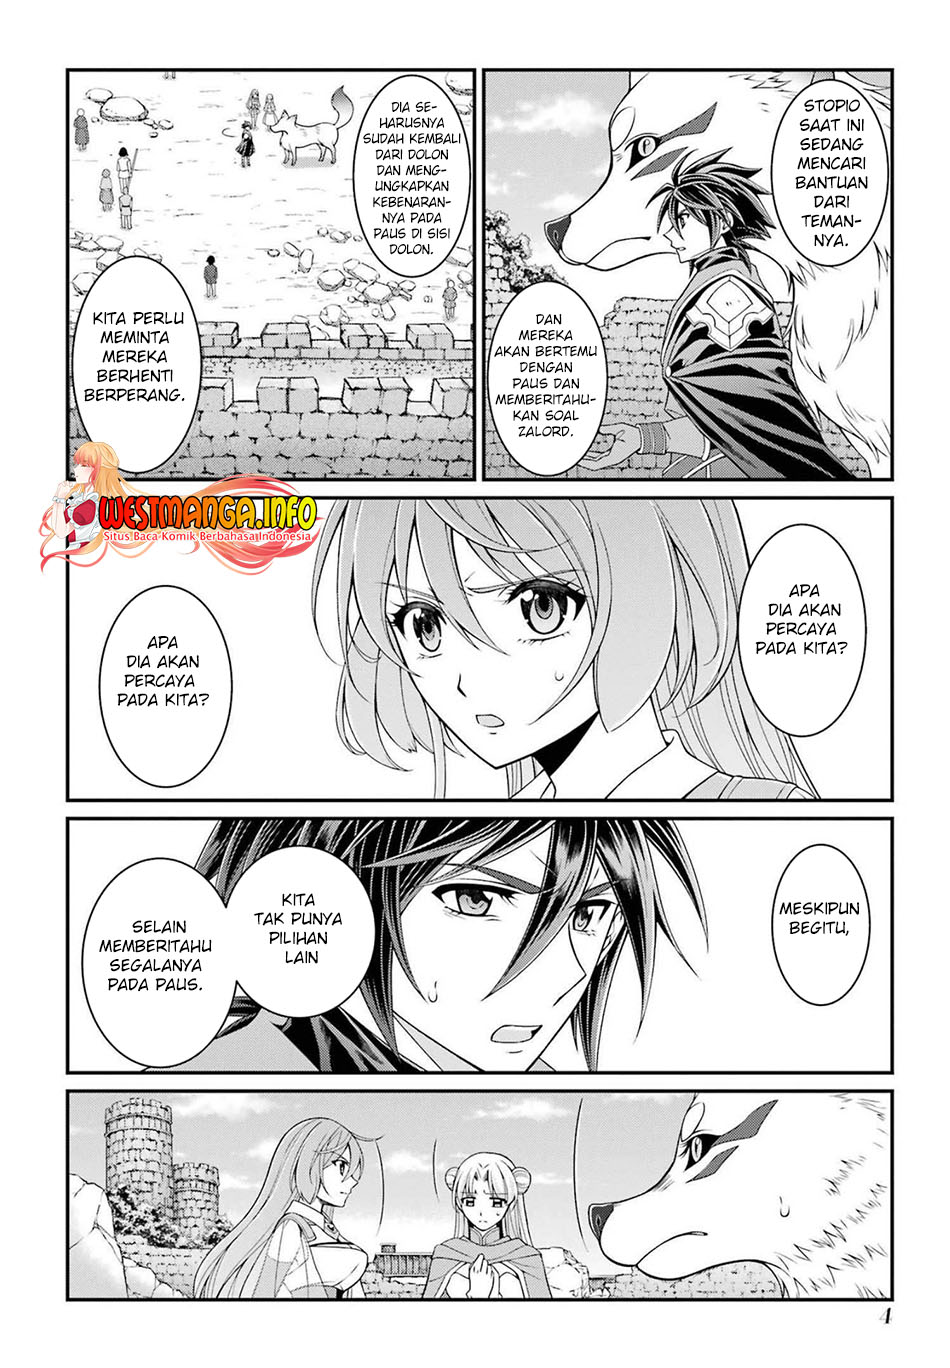 STOPIO
SAAT INI
SEDANG
MENCARI
BANTUAN
DARI
TEMAN-
NYA.
DAN
MEREKA
AKAN BERTEMU
DENGAN
PAUS DAN
MEMBERITAHU-
KAN SOAL
ZALORD.
DIA SE-
HARUSNYA
SUDAH KEMBALI
DARI DOLON
DAN MENG-
UNGKAPKAN
KEBENARAN-
NYA PADA
PAUS DI SISI
DOLON.
KITA PERLU
MEMINTA
MEREKA
BERHENTI
BERPERANG.
WESTMANGA.INFO
Situs Baca Komik Berbahasa Indonesia
APA
DIA AKAN
PERCAYA
PADA KITA?
APA
DIA AKAN
PERCAYA
PADA KITA?
MESKIPUN
BEGITU,
KITA
TAK PUNYA
PILIHAN
LAIN
SELAIN
MEMBERITAHU
SEGALANYA
PADA PAUS.
4